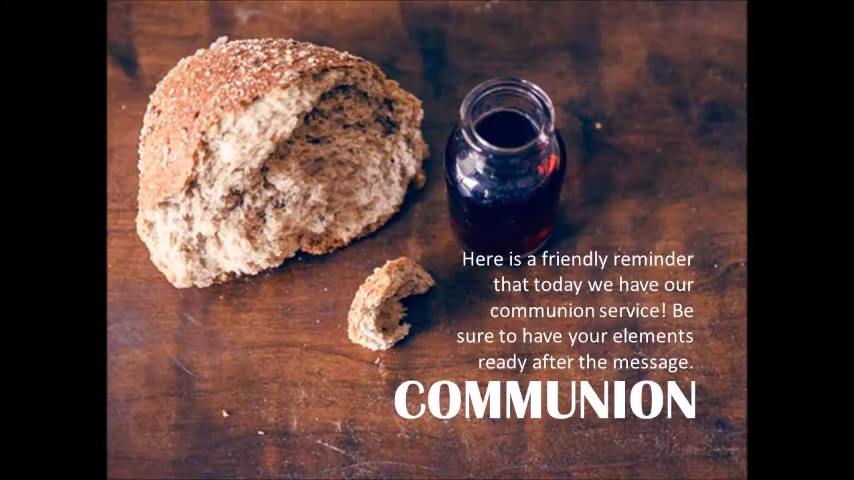 Here is a friendly reminder
that today we have our
communion service! Be
sure to have your elements
ready after the message.
COMMUNION